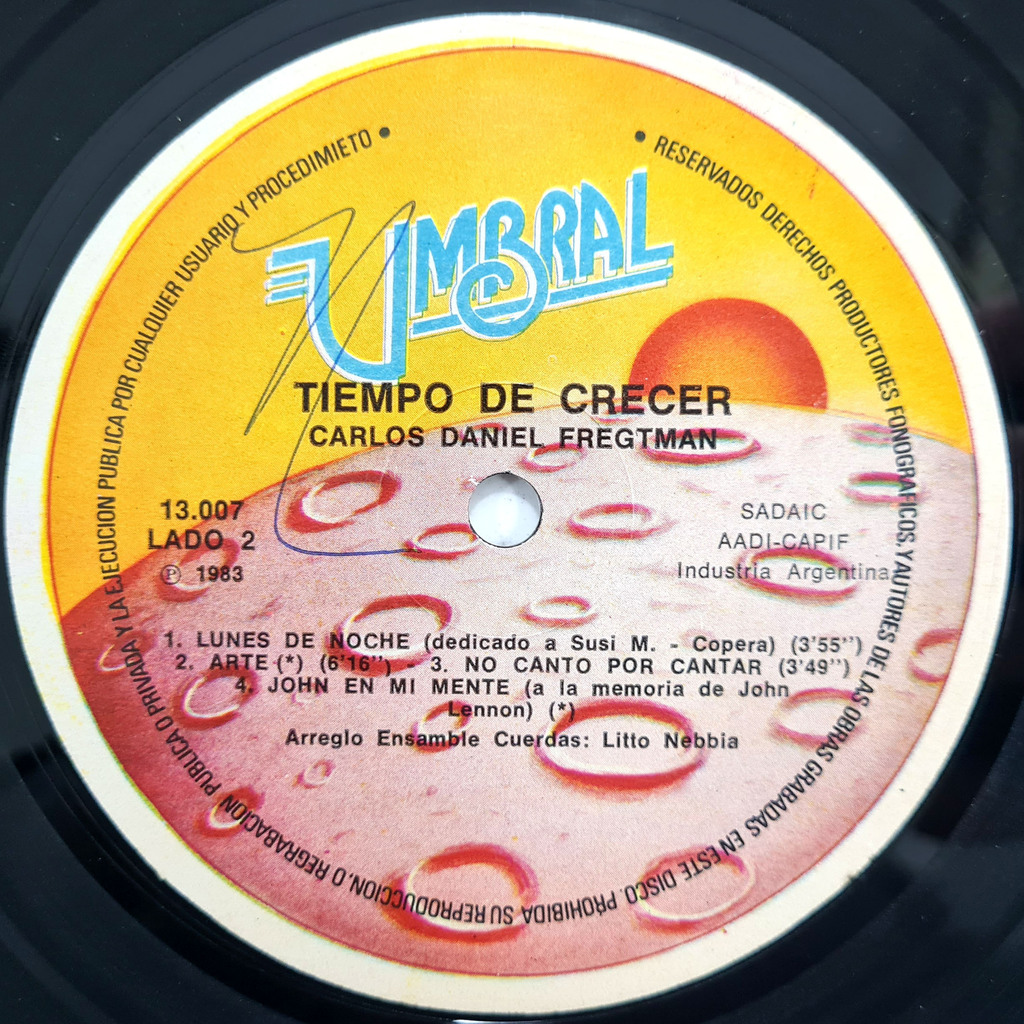 • RESERVADOS DERECHOS PRODUCTORES FONOGRAFICOS Y AUTORES DE LAS OBRAS GRABADAS EN ESTE DISCO. PROHIBIDA SU REPRODUCCION, O REGRABACION PUBLICA O PRIVADA Y LA EJECUCION PUBLICA POR CUALQUIER USUARIO Y PROCEDIMIETO •
UMBRAL
TIEMPO DE CRECER
CARLOS DANIEL FREGTMAN
13.007
LADO 2
℗ 1983
SADAIC
AADI-CAPIF
Industria Argentina
1. LUNES DE NOCHE (dedicado a Susi M. - Copera) (3'55'')
2. ARTE (*) (6'16'') - 3. NO CANTO POR CANTAR (3'49'')
4. JOHN EN MI MENTE (a la memoria de John
Lennon) (*)
Arreglo Ensamble Cuerdas: Litto Nebbia